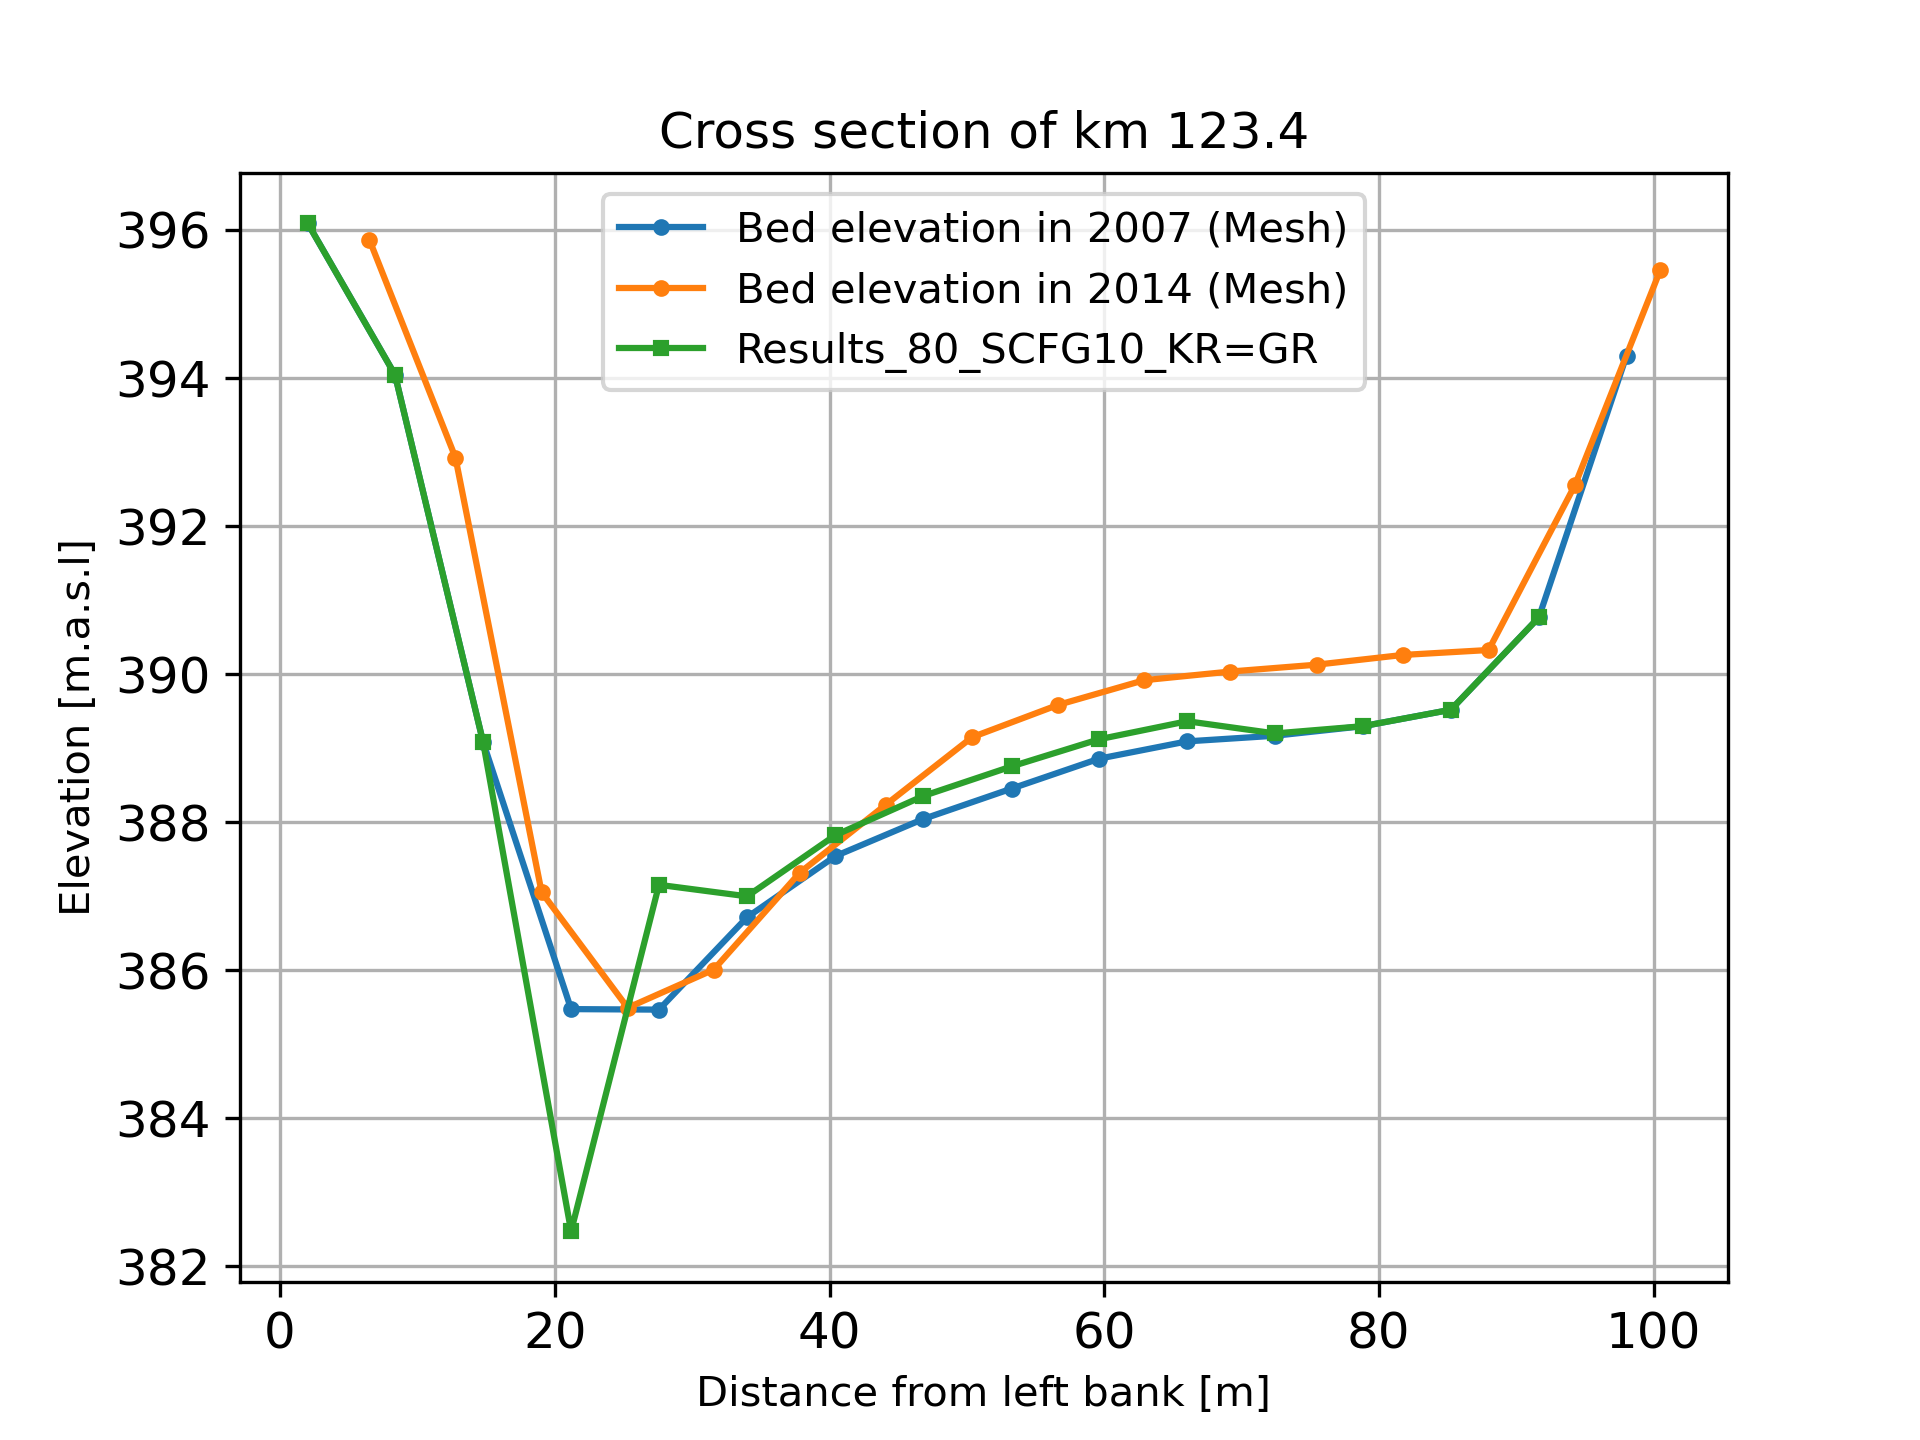 Cross section of km 123.4
Bed elevation in 2007 (Mesh)
Bed elevation in 2014 (Mesh)
Results_80_SCFG10_KR=GR
396
394
392
390
388
386
384
382
Elevation [m.a.s.l]
0 20 40 60 80 100
Distance from left bank [m]